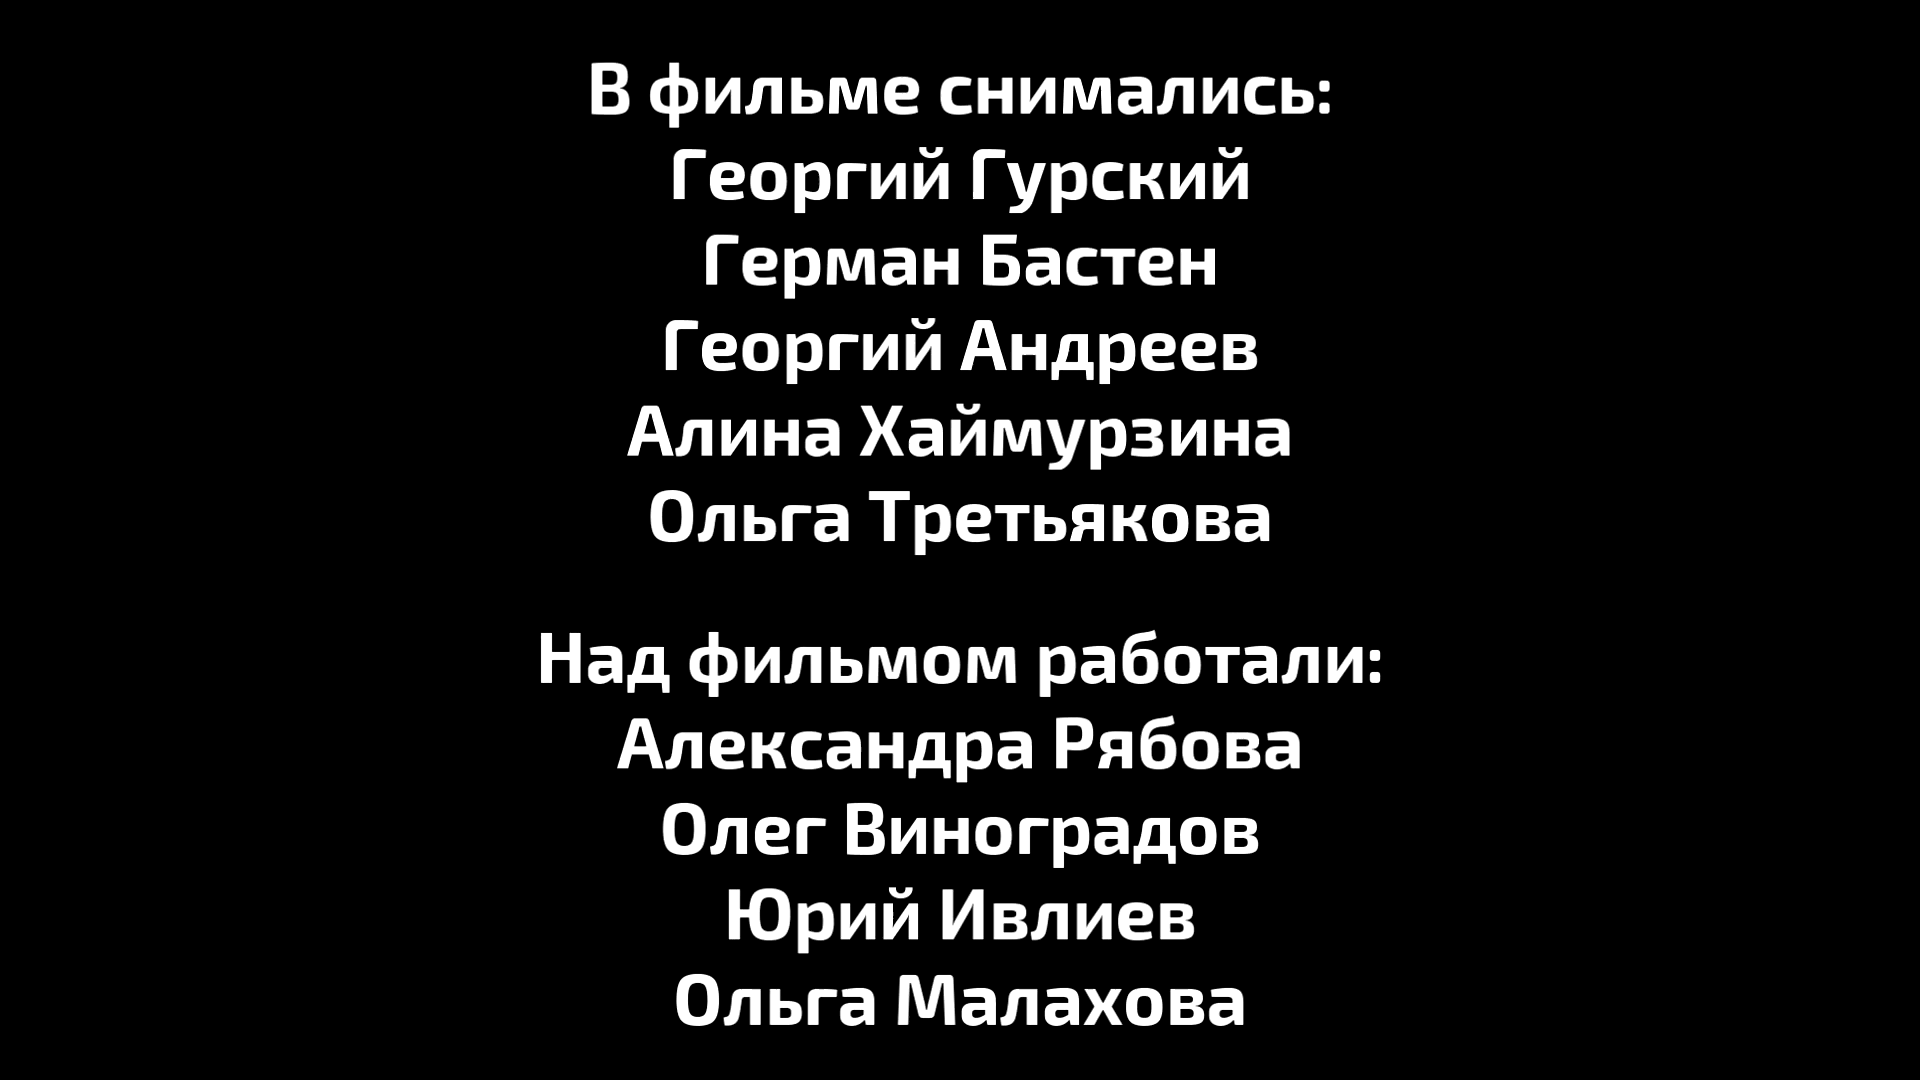 В фильме снимались:
Георгий Гурский
Герман Бастен
Георгий Андреев
Алина Хаймурзина
Ольга Третьякова
Над фильмом работали:
Александра Рябова
Олег Виноградов
Юрий Ивлиев
Ольга Малахова